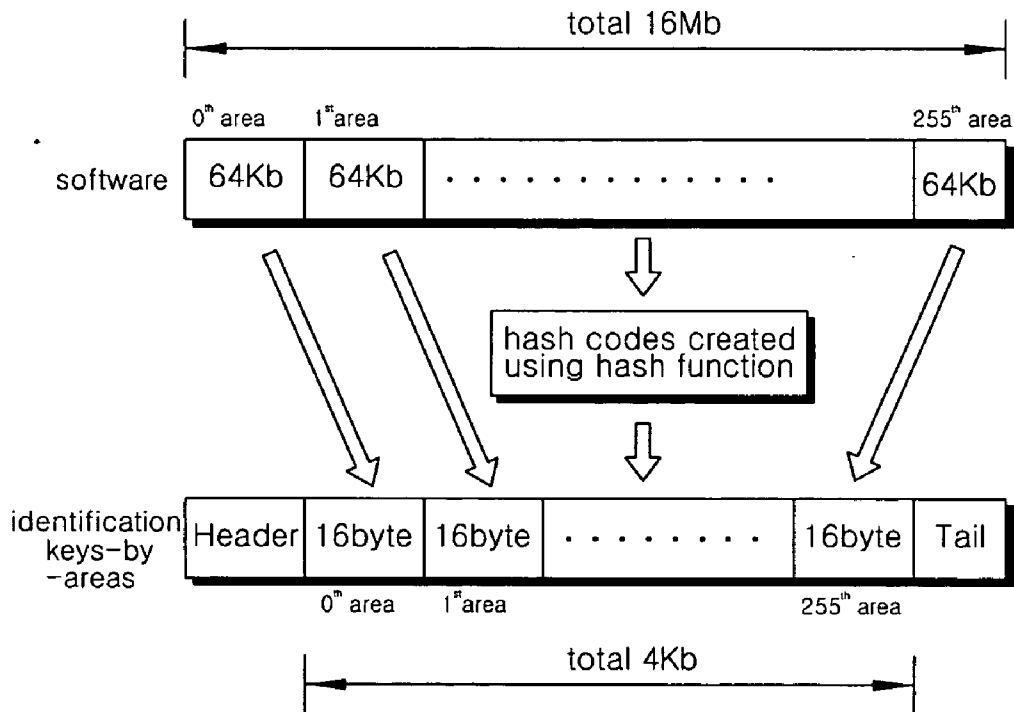 total 16Mb
0th area 1st area 255th area
software 64Kb 64Kb . . . . . . . . . . . . . . 64Kb
hash codes created
using hash function
identification
keys-by
-areas
Header 16byte 16byte . . . . . . . . 16byte Tail
0th area 1st area 255th area
total 4Kb